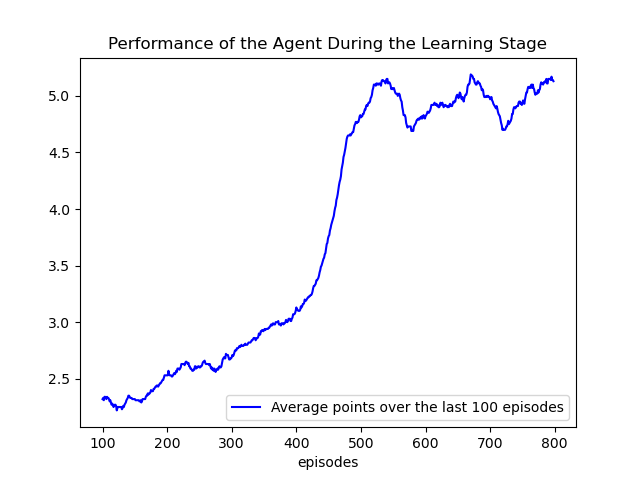 Performance of the Agent During the Learning Stage
5.0
4.5
4.0
3.5
3.0
2.5
Average points over the last 100 episodes
100 200 300 400 500 600 700 800
episodes